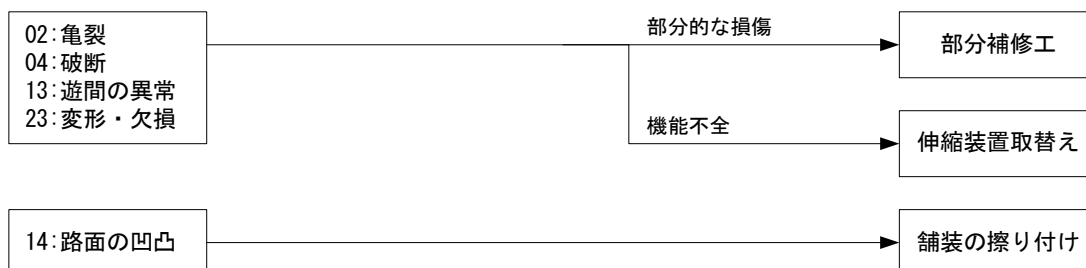 02:亀裂
04:破断
13:遊間の異常
23:変形・欠損
部分的な損傷
部分補修工
機能不全
伸縮装置取替え
14:路面の凹凸
舗装の擦り付け